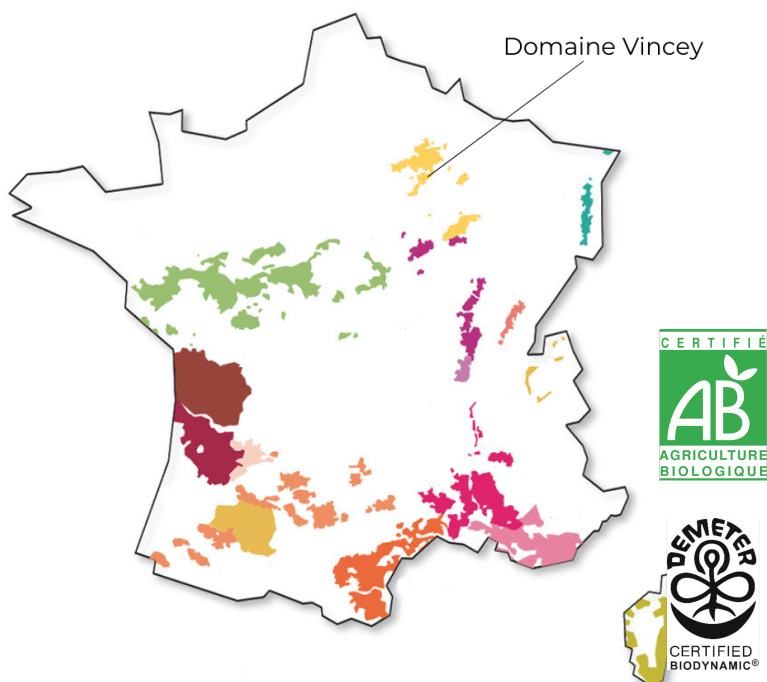 Domaine Vincey
CERTIFIÉ
AB
AGRICULTURE
BIOLOGIQUE
DEMETER
CERTIFIED
BIODYNAMIC®